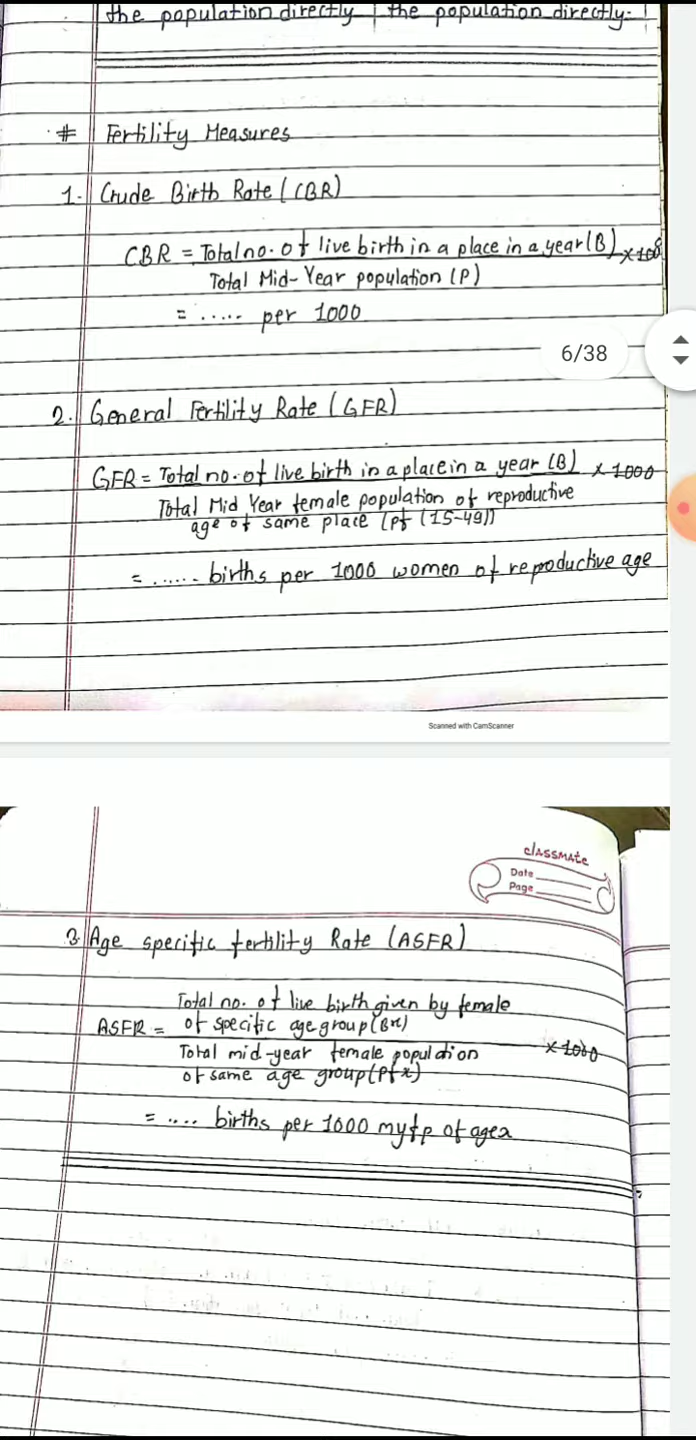 the population directly | the population directly. |
# Fertility Measures
1. Crude Birth Rate (CBR)
CBR = Total no. of live birth in a place in a year (B) × 100
Total Mid-Year population (P)
= ..... per 1000
6/38
2. General Fertility Rate (GFR)
GFR = Total no. of live birth in a place in a year (B) × 1000
Total Mid Year female population of reproductive
age of same place (Pf (15-49))
= ...... births per 1000 women of reproductive age
Scanned with CamScanner
classmate
Date
Page
3. Age specific fertility Rate (ASFR)
Total no. of live birth given by female
ASFR = of specific age group (Bx)
Total mid-year female population × 1000
of same age group (Pfx)
= .... births per 1000 myfp of age x